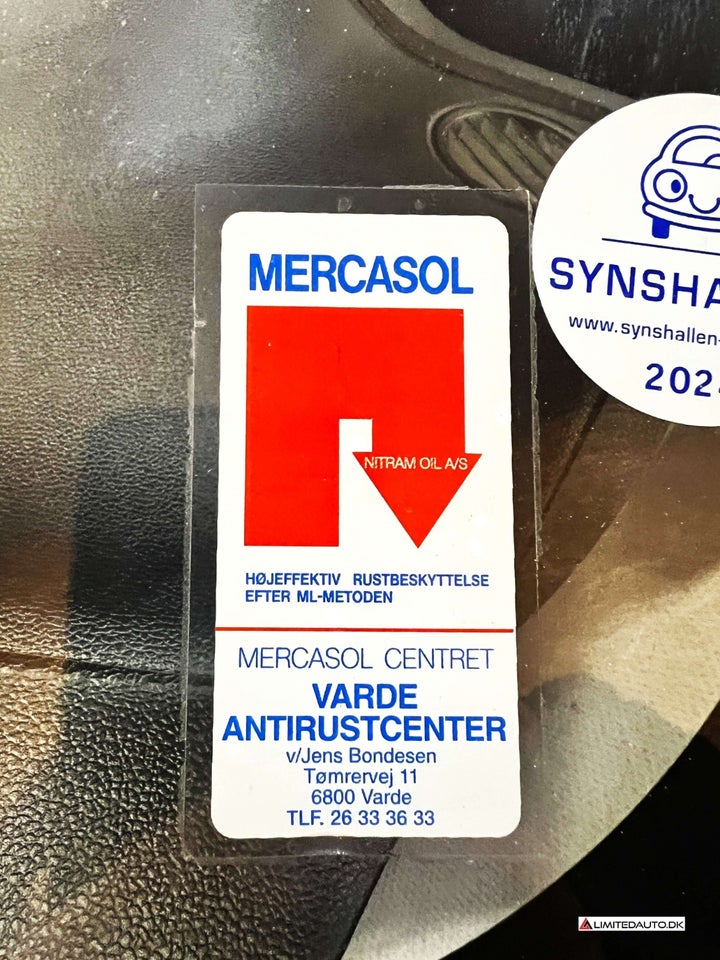 MERCASOL
NITRAM OIL A/S
HØJEFFEKTIV RUSTBESKYTTELSE
EFTER ML-METODEN
MERCASOL CENTRET
VARDE
ANTIRUSTCENTER
v/Jens Bondesen
Tømrervej 11
6800 Varde
TLF. 26 33 36 33
SYNSHA
www.synshallen-
202
LIMITEDAUTO.DK